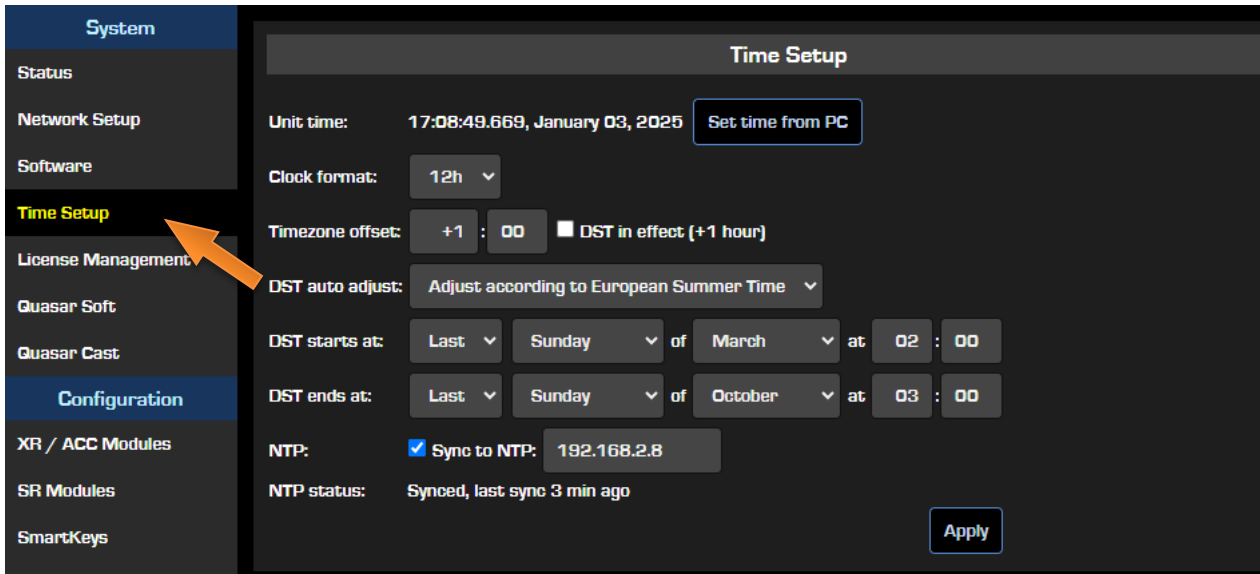 System
Status
Network Setup
Software
Time Setup
License Management
Quasar Soft
Quasar Cast
Configuration
XR / ACC Modules
SR Modules
SmartKeys
Time Setup
Unit time: 17:08:49.669, January 03, 2025 Set time from PC
Clock format: 12h
Timezone offset: +1 : 00 DST in effect (+1 hour)
DST auto adjust: Adjust according to European Summer Time
DST starts at: Last Sunday of March at 02 : 00
DST ends at: Last Sunday of October at 03 : 00
NTP: Sync to NTP: 192.168.2.8
NTP status: Synced, last sync 3 min ago
Apply